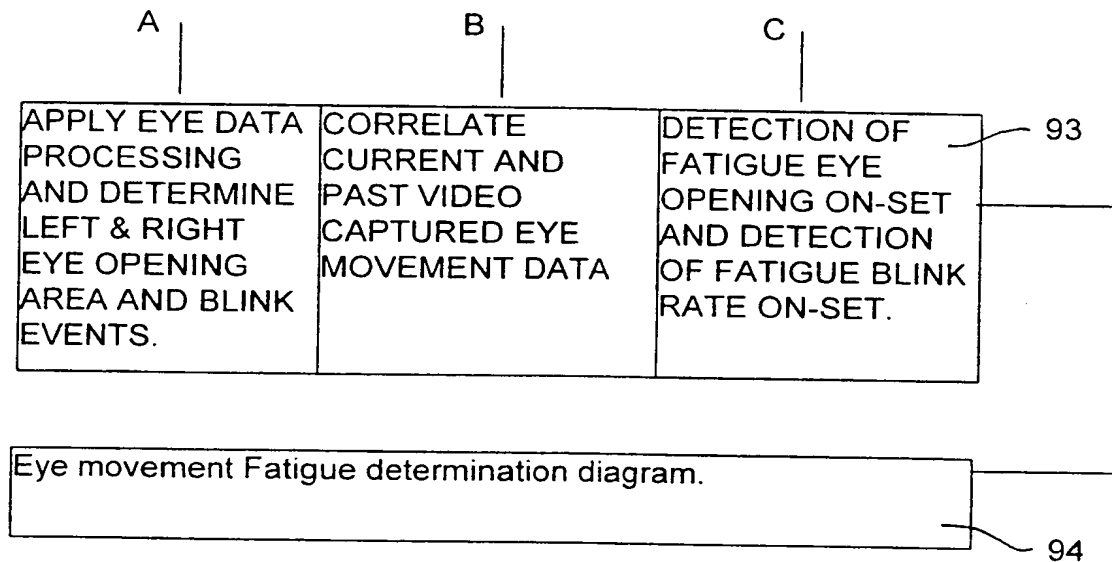 A B C
APPLY EYE DATA
PROCESSING
AND DETERMINE
LEFT & RIGHT
EYE OPENING
AREA AND BLINK
EVENTS.
CORRELATE
CURRENT AND
PAST VIDEO
CAPTURED EYE
MOVEMENT DATA
DETECTION OF
FATIGUE EYE
OPENING ON-SET
AND DETECTION
OF FATIGUE BLINK
RATE ON-SET.
93
Eye movement Fatigue determination diagram.
94